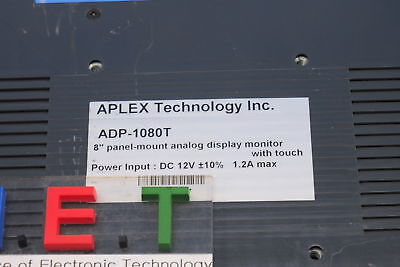 APLEX Technology Inc.
ADP-1080T
8" panel-mount analog display monitor
with touch
Power Input : DC 12V ±10% 1.2A max
.E.T
ce of Electronic Technology